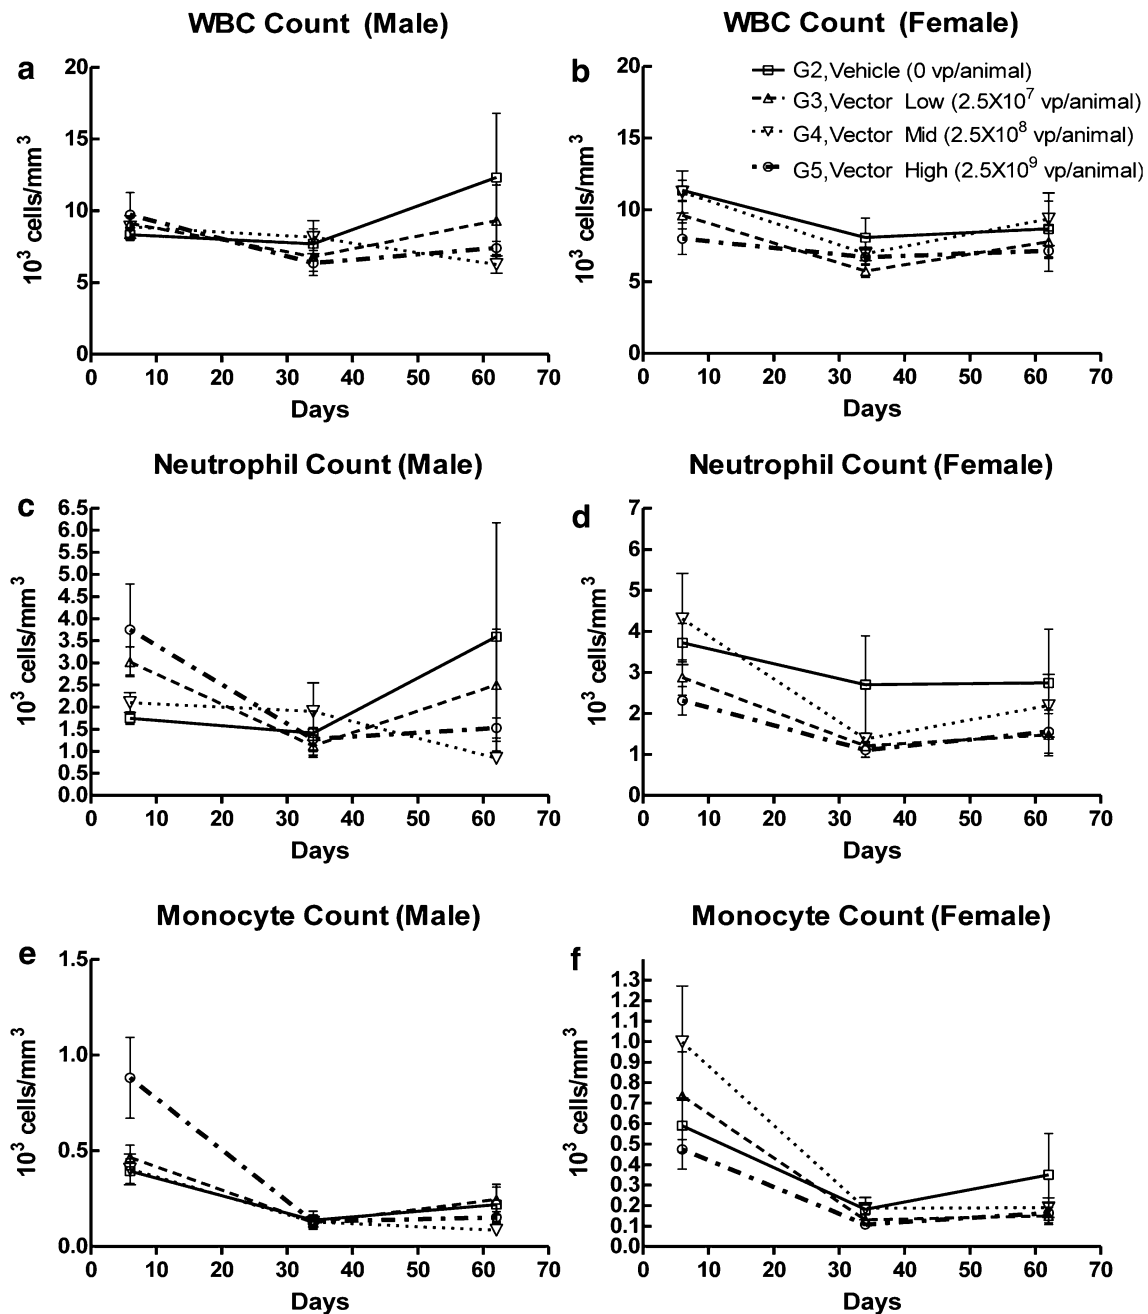 WBC Count (Male)
a
20
15
10
5
0
10³ cells/mm³
0 10 20 30 40 50 60 70
Days
WBC Count (Female)
b
G2,Vehicle (0 vp/animal)
G3,Vector Low (2.5X10⁷ vp/animal)
G4,Vector Mid (2.5X10⁸ vp/animal)
G5,Vector High (2.5X10⁹ vp/animal)
20
15
10
5
0
10³ cells/mm³
0 10 20 30 40 50 60 70
Days
Neutrophil Count (Male)
c
6.5
6.0
5.5
5.0
4.5
4.0
3.5
3.0
2.5
2.0
1.5
1.0
0.5
0.0
10³ cells/mm³
0 10 20 30 40 50 60 70
Days
Neutrophil Count (Female)
d
7
6
5
4
3
2
1
0
10³ cells/mm³
0 10 20 30 40 50 60 70
Days
Monocyte Count (Male)
e
1.5
1.0
0.5
0.0
10³ cells/mm³
0 10 20 30 40 50 60 70
Days
Monocyte Count (Female)
f
1.3
1.2
1.1
1.0
0.9
0.8
0.7
0.6
0.5
0.4
0.3
0.2
0.1
0.0
10³ cells/mm³
0 10 20 30 40 50 60 70
Days